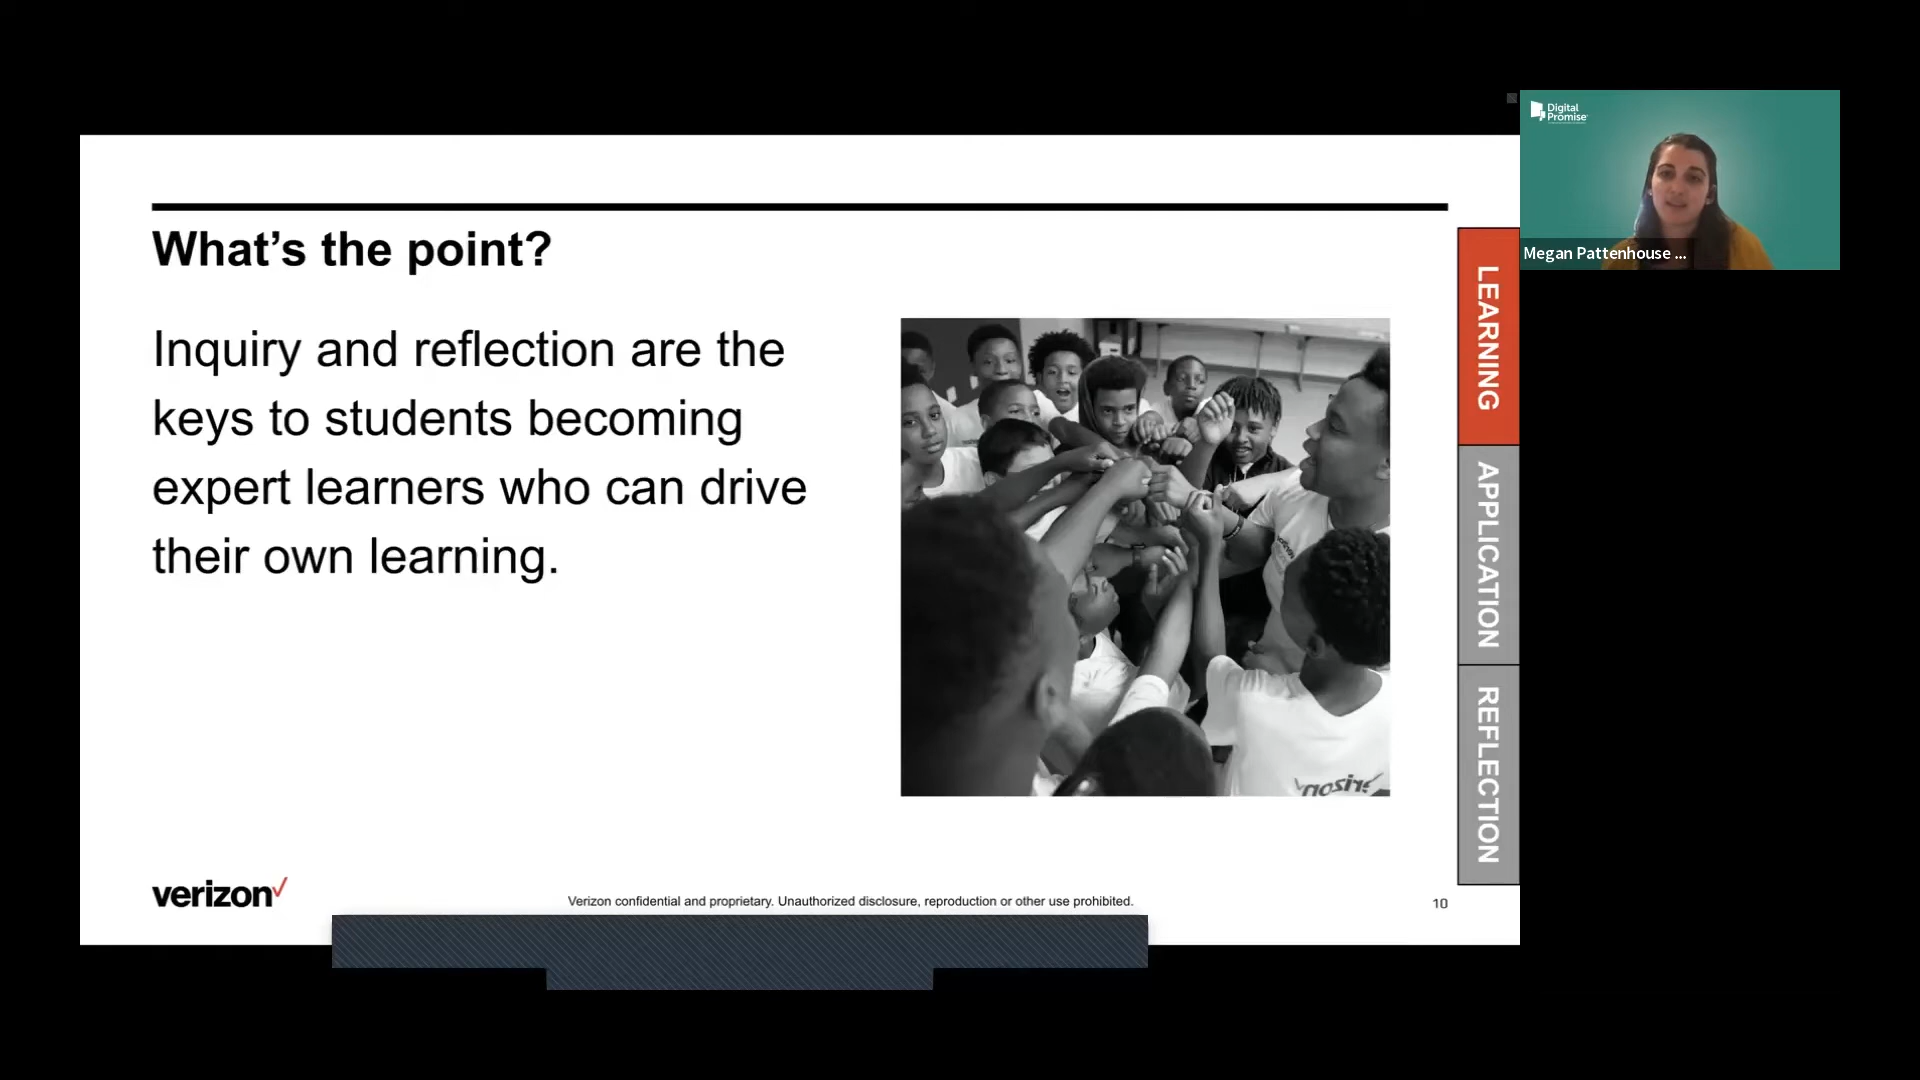 Digital
Promise
Megan Pattenhouse ...
What's the point?
Inquiry and reflection are the
keys to students becoming
expert learners who can drive
their own learning.
LEARNING
APPLICATION
REFLECTION
verizon
verizon
Verizon confidential and proprietary. Unauthorized disclosure, reproduction or other use prohibited.
10